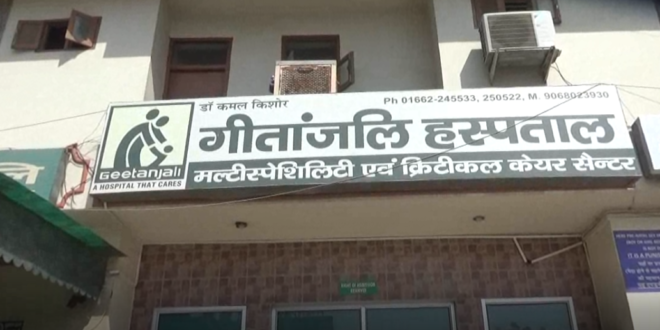 डॉ कमल किशोर
Ph 01662-245533, 250522, M. 9068023930
गीतांजलि हस्पताल
Geetanjali
A HOSPITAL THAT CARES
मल्टीस्पेशिलिटी एवं क्रिटीकल केयर सैन्टर